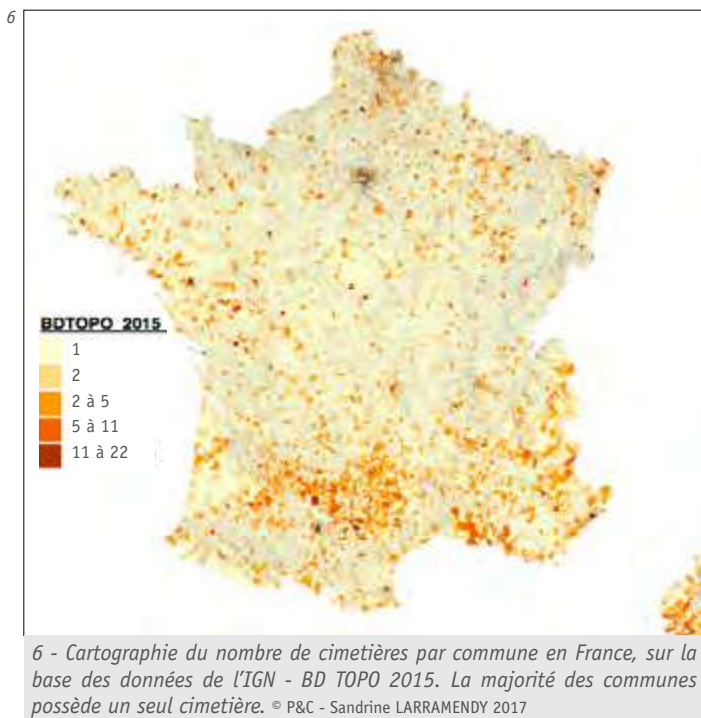 6
BDTOPO 2015
1
2
2 à 5
5 à 11
11 à 22
6 - Cartographie du nombre de cimetières par commune en France, sur la
base des données de l'IGN - BD TOPO 2015. La majorité des communes
possède un seul cimetière. © P&C - Sandrine LARRAMENDY 2017